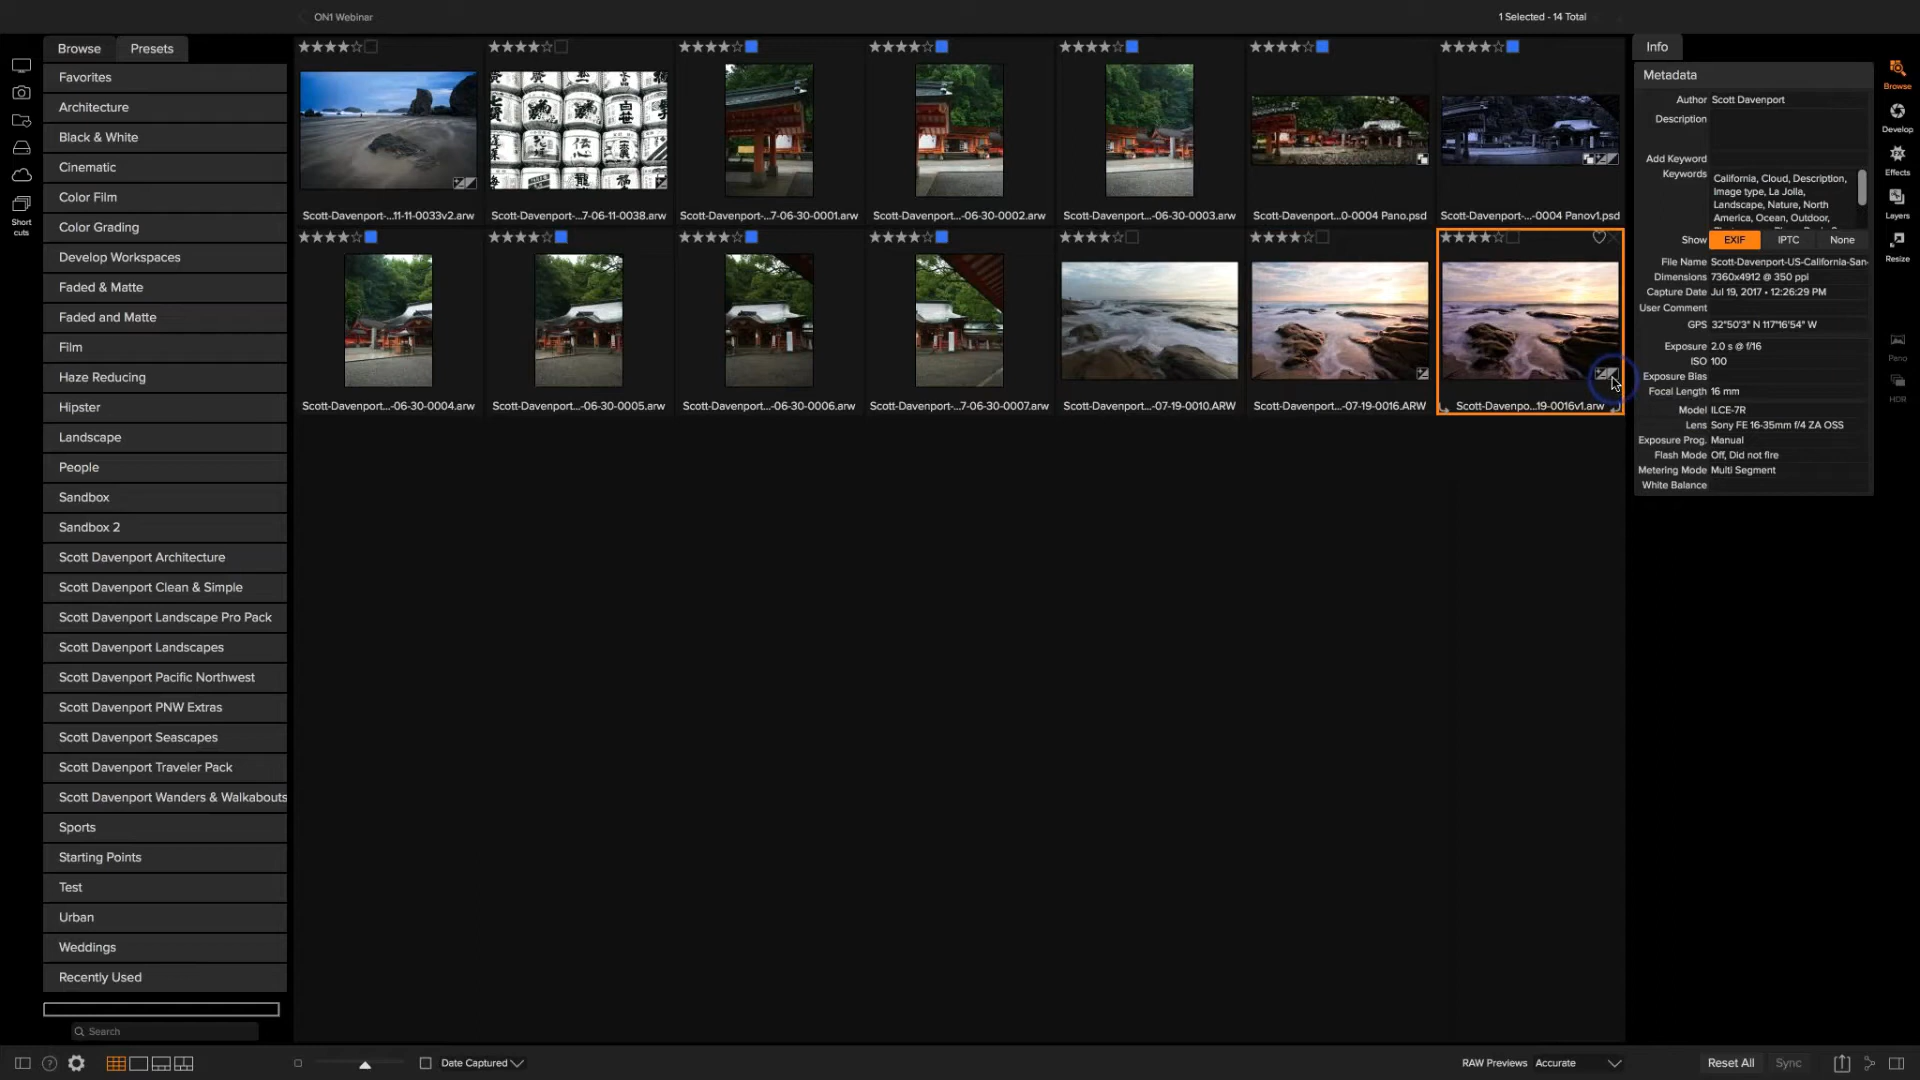 ON1 Webinar
1 Selected - 14 Total
Browse
Presets
Favorites
Architecture
Black & White
Cinematic
Color Film
Color Grading
Develop Workspaces
Faded & Matte
Faded and Matte
Film
Haze Reducing
Hipster
Landscape
People
Sandbox
Sandbox 2
Scott Davenport Architecture
Scott Davenport Clean & Simple
Scott Davenport Landscape Pro Pack
Scott Davenport Landscapes
Scott Davenport Pacific Northwest
Scott Davenport PNW Extras
Scott Davenport Seascapes
Scott Davenport Traveler Pack
Scott Davenport Wanders & Walkabouts
Sports
Starting Points
Test
Urban
Weddings
Recently Used
Search
Short
cuts
Scott-Davenport-...11-11-0033v2.arw
Scott-Davenport-...7-06-11-0038.arw
Scott-Davenport-...7-06-30-0001.arw
Scott-Davenport...-06-30-0002.arw
Scott-Davenport...-06-30-0003.arw
Scott-Davenport...0-0004 Pano.psd
Scott-Davenport-...-0004 Panov1.psd
Scott-Davenport...-06-30-0004.arw
Scott-Davenport...-06-30-0005.arw
Scott-Davenport...-06-30-0006.arw
Scott-Davenport...7-06-30-0007.arw
Scott-Davenport...-07-19-0010.ARW
Scott-Davenport...-07-19-0016.ARW
Scott-Davenpo...19-0016v1.arw
Info
Metadata
Author Scott Davenport
Description
Add Keyword
Keywords California, Cloud, Description,
Image type, La Jolla,
Landscape, Nature, North
America, Ocean, Outdoor,
Show EXIF IPTC None
File Name Scott-Davenport-US-California-San-
Dimensions 7360x4912 @ 350 ppi
Capture Date Jul 19, 2017 • 12:26:29 PM
User Comment
GPS 32°50'3" N 117°16'54" W
Exposure 2.0 s @ f/16
ISO 100
Exposure Bias
Focal Length 16 mm
Model ILCE-7R
Lens Sony FE 16-35mm f/4 ZA OSS
Exposure Prog. Manual
Flash Mode Off, Did not fire
Metering Mode Multi Segment
White Balance
Browse
Develop
Effects
Layers
Resize
Pano
HDR
Date Captured
RAW Previews Accurate
Reset All
Sync